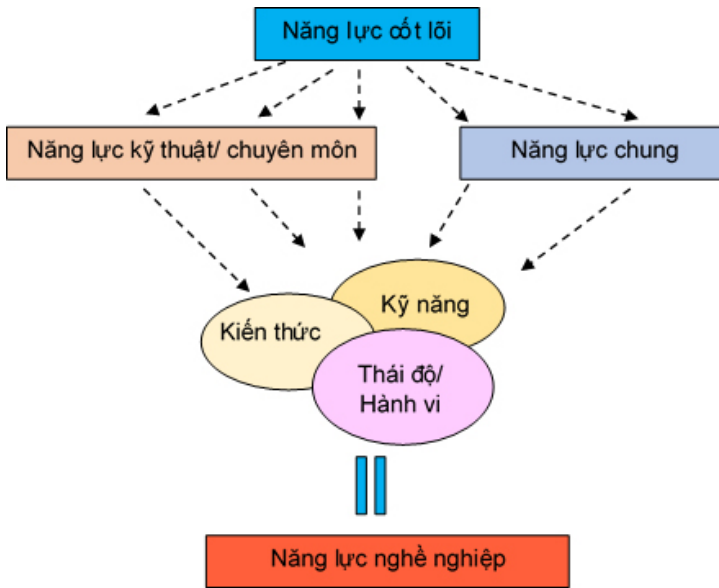 Năng lực cốt lõi
Năng lực kỹ thuật/ chuyên môn
Năng lực chung
Kỹ năng
Kiến thức
Thái độ/
Hành vi
Năng lực nghề nghiệp